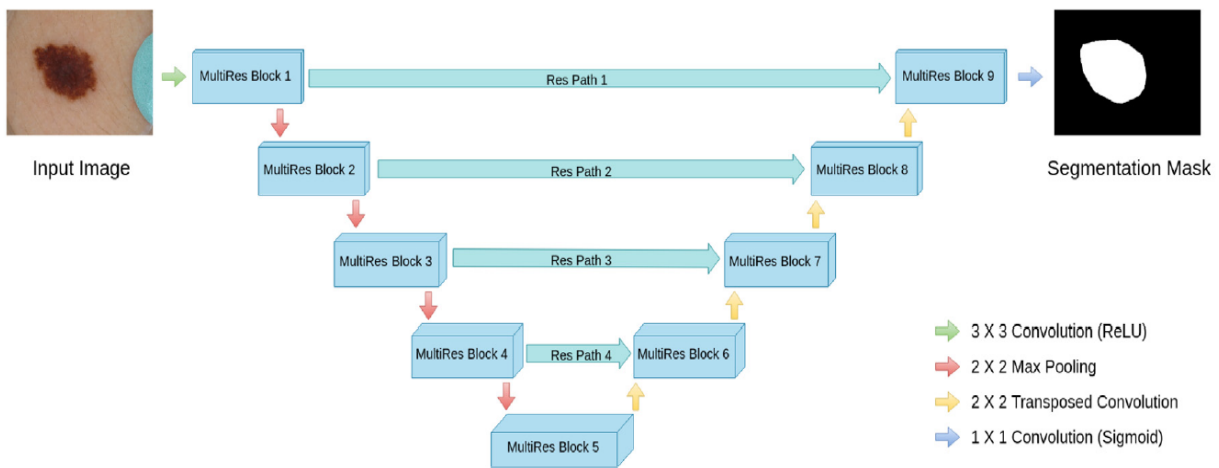 MultiRes Block 1
Res Path 1
MultiRes Block 9
Input Image
MultiRes Block 2
Res Path 2
MultiRes Block 8
Segmentation Mask
MultiRes Block 3
Res Path 3
MultiRes Block 7
MultiRes Block 4
Res Path 4
MultiRes Block 6
MultiRes Block 5
3 X 3 Convolution (ReLU)
2 X 2 Max Pooling
2 X 2 Transposed Convolution
1 X 1 Convolution (Sigmoid)